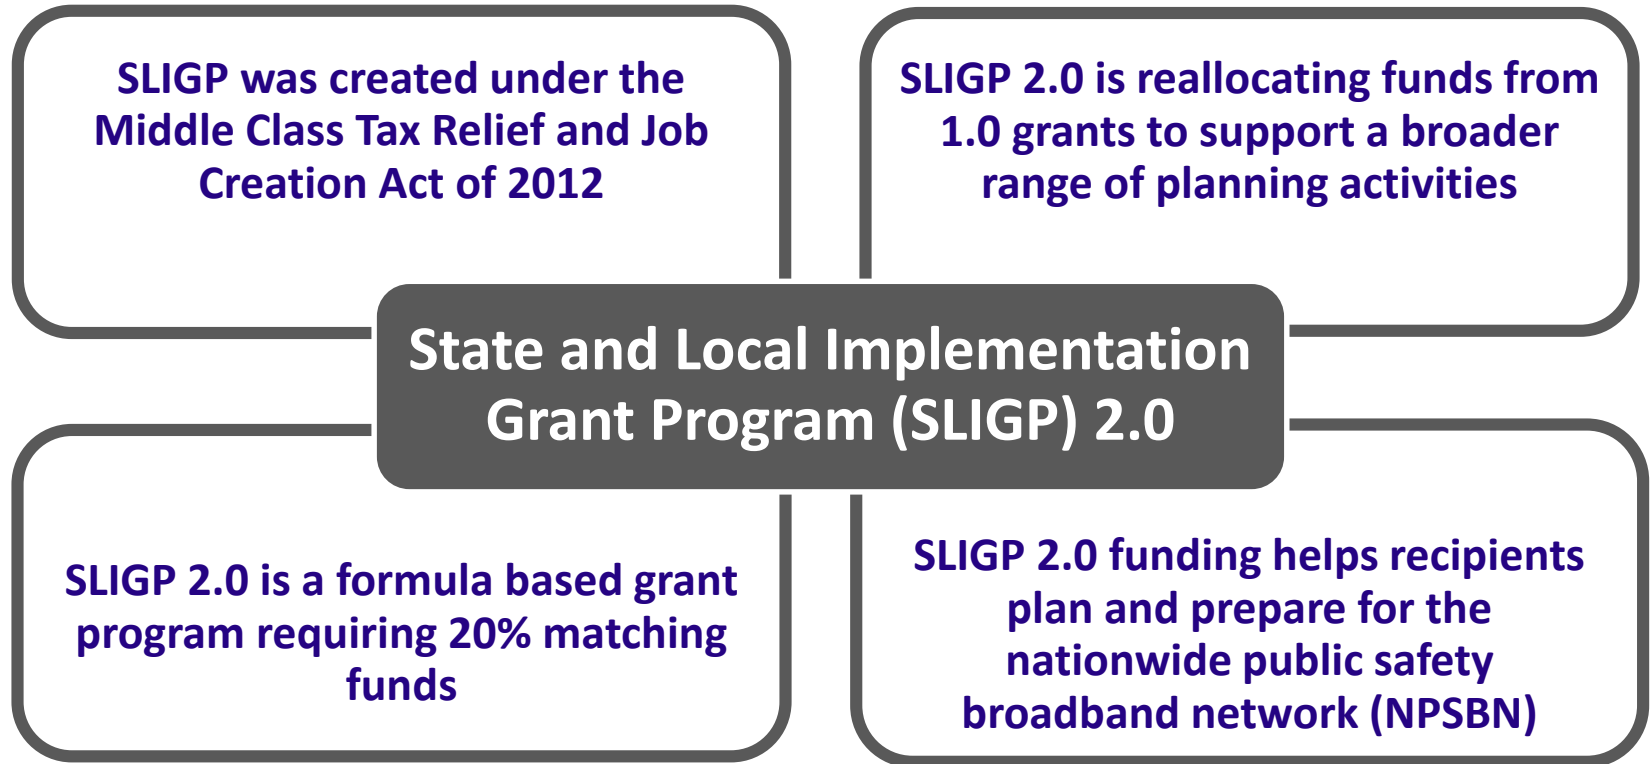 SLIGP was created under the
Middle Class Tax Relief and Job
Creation Act of 2012
SLIGP 2.0 is reallocating funds from
1.0 grants to support a broader
range of planning activities
State and Local Implementation
Grant Program (SLIGP) 2.0
SLIGP 2.0 is a formula based grant
program requiring 20% matching
funds
SLIGP 2.0 funding helps recipients
plan and prepare for the
nationwide public safety
broadband network (NPSBN)